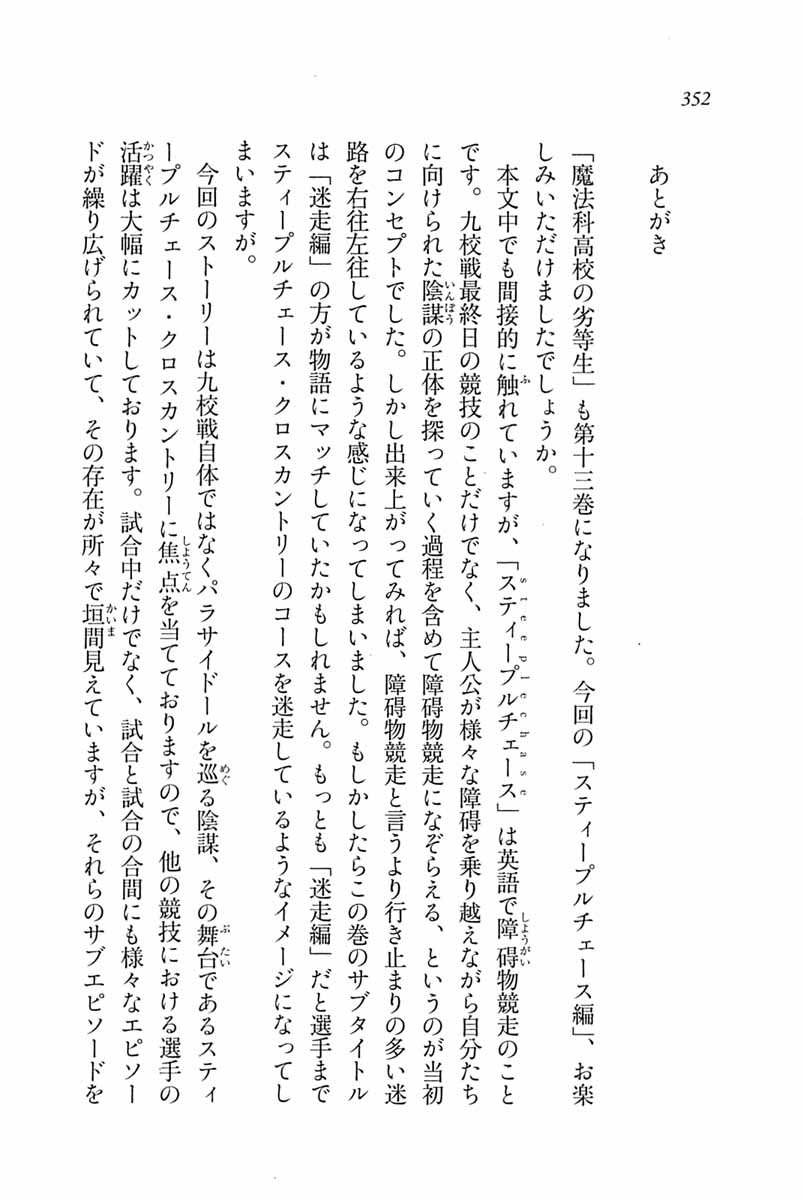 352
あとがき
「魔法科高校の劣等生」も第十三巻になりました。今回の「スティープルチェース編」、お楽
しみいただけましたでしょうか。
本文中でも間接的に触れていますが、「スティープルチェース」は英語で障碍物競走のこと
です。九校戦最終日の競技のことだけでなく、主人公が様々な障碍を乗り越えながら自分たち
に向けられた陰謀の正体を探っていく過程を含めて障碍物競走になぞらえる、というのが当初
のコンセプトでした。しかし出来上がってみれば、障碍物競走と言うより行き止まりの多い迷
路を右往左往しているような感じになってしまいました。もしかしたらこの巻のサブタイトル
は「迷走編」の方が物語にマッチしていたかもしれません。もっとも「迷走編」だと選手まで
スティープルチェース・クロスカントリーのコースを迷走しているようなイメージになってし
まいますが。
今回のストーリーは九校戦自体ではなくパラサイドールを巡る陰謀、その舞台であるスティ
ープルチェース・クロスカントリーに焦点を当てておりますので、他の競技における選手の
活躍は大幅にカットしております。試合中だけでなく、試合と試合の合間にも様々なエピソー
ドが繰り広げられていて、その存在が所々で垣間見えていますが、それらのサブエピソードを